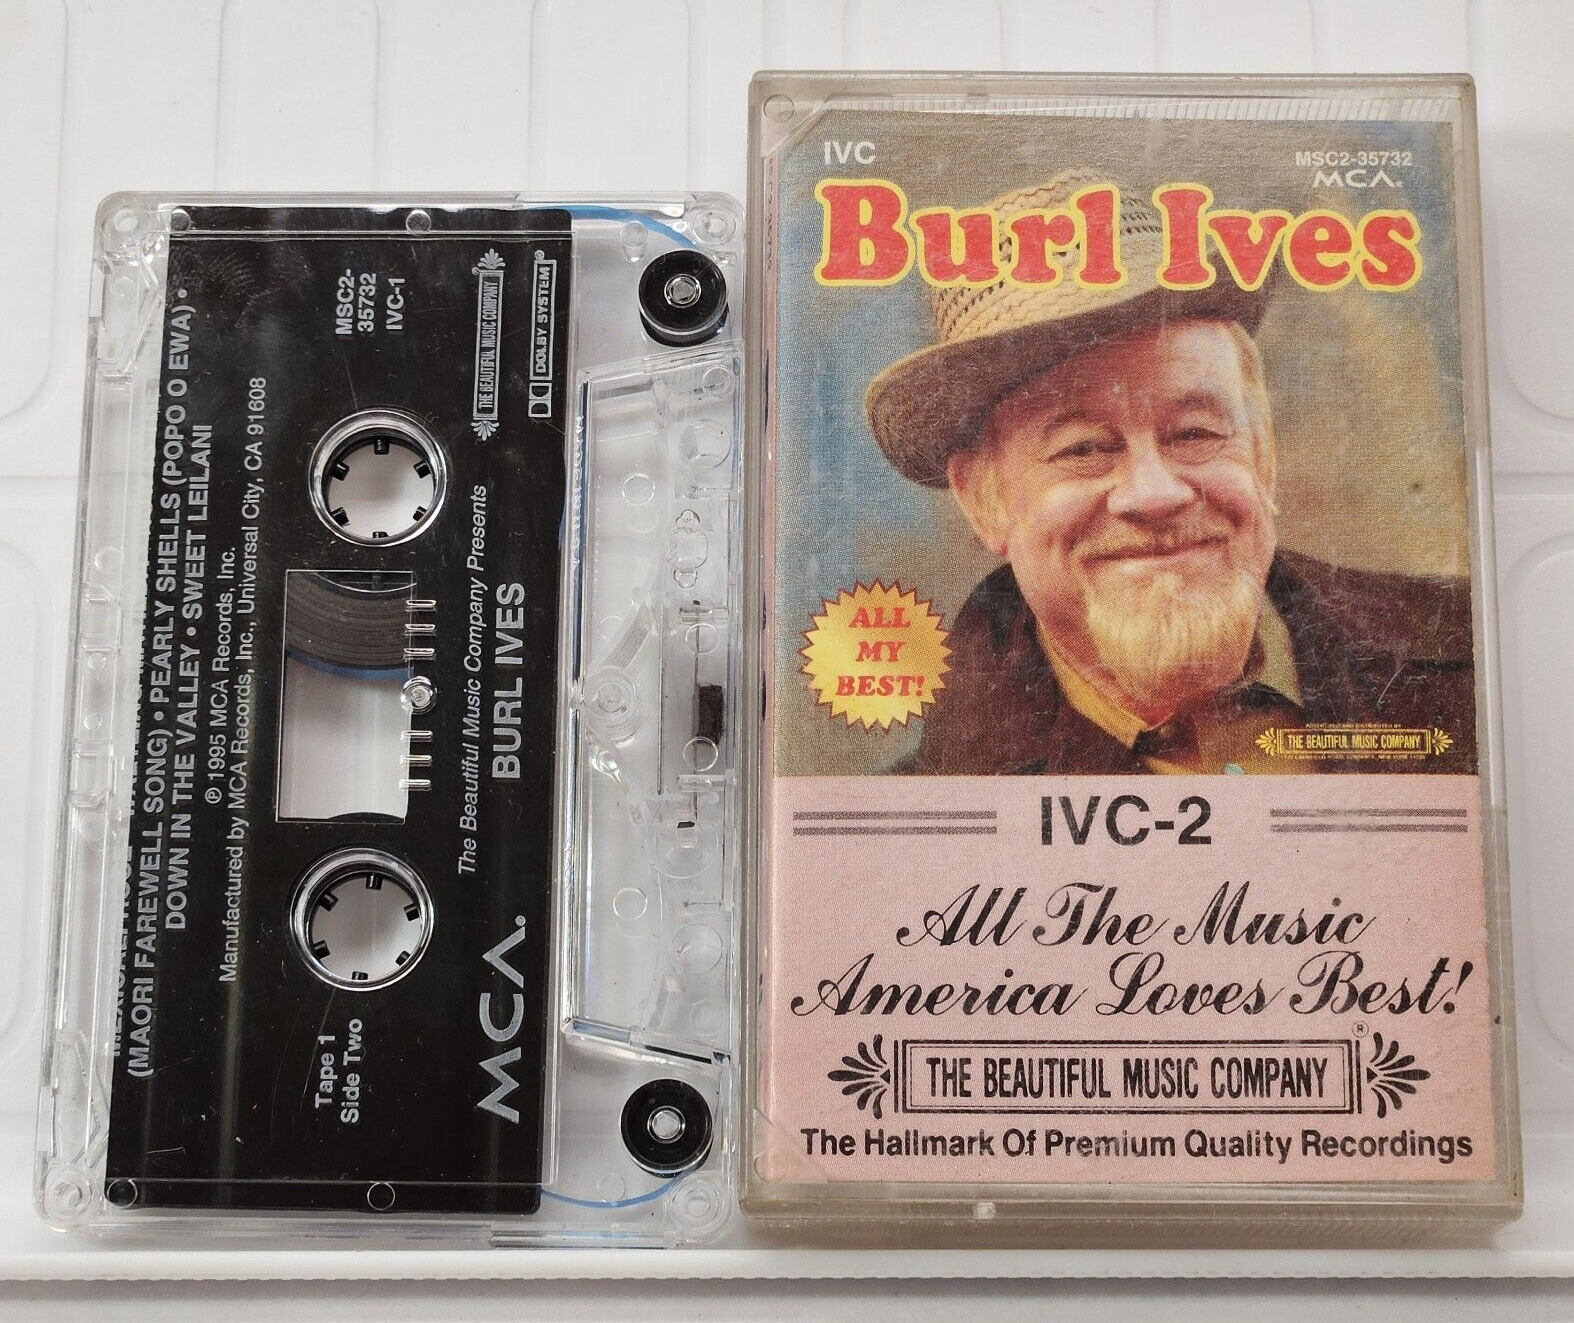 MSC2-
35732
IVC-1
THE BEAUTIFUL MUSIC COMPANY
DOLBY SYSTEM®
The Beautiful Music Company Presents
BURL IVES
MCA.
Tape 1
Side Two
(MAORI FAREWELL SONG) • PEARLY SHELLS (POPO O EWA) •
DOWN IN THE VALLEY • SWEET LEILANI
℗ 1995 MCA Records, Inc.
Manufactured by MCA Records, Inc., Universal City, CA 91608
IVC
MSC2-35732
MCA.
Burl Ives
ALL
MY
BEST!
THE BEAUTIFUL MUSIC COMPANY
IVC-2
All The Music
America Loves Best!
®
THE BEAUTIFUL MUSIC COMPANY
The Hallmark Of Premium Quality Recordings